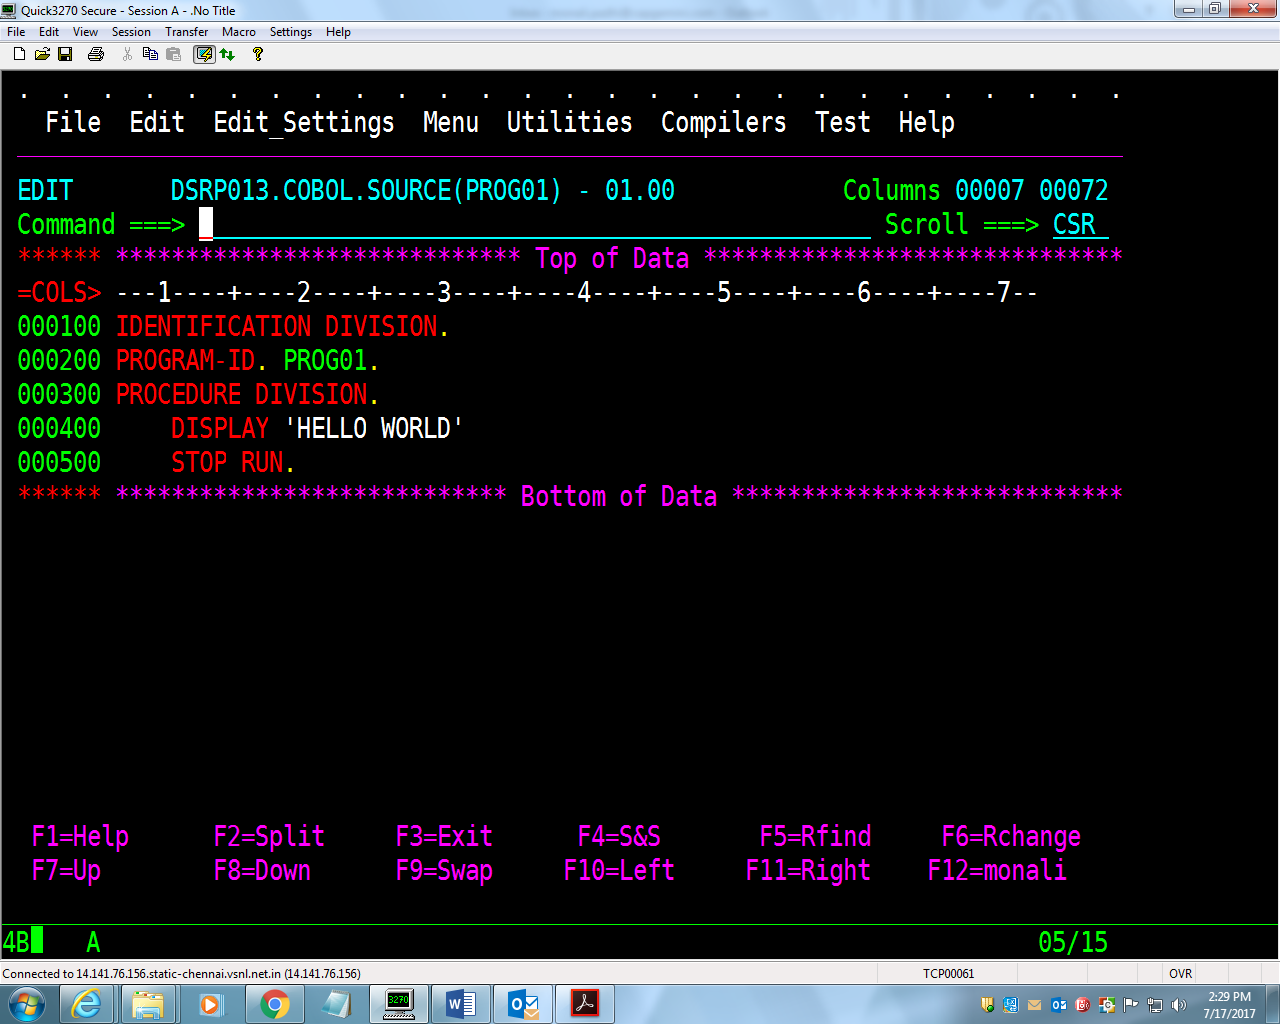 Quick3270 Secure - Session A - .No Title
File Edit View Session Transfer Macro Settings Help
. . . . . . . . . . . . . . . . . . . . . . . . . . .
File Edit Edit_Settings Menu Utilities Compilers Test Help
EDIT DSRP013.COBOL.SOURCE(PROG01) - 01.00 Columns 00007 00072
Command ===> Scroll ===> CSR
****** ***************************** Top of Data ******************************
=COLS> ---1----+----2----+----3----+----4----+----5----+----6----+----7--
000100 IDENTIFICATION DIVISION.
000200 PROGRAM-ID. PROG01.
000300 PROCEDURE DIVISION.
000400 DISPLAY 'HELLO WORLD'
000500 STOP RUN.
****** **************************** Bottom of Data ****************************
F1=Help F2=Split F3=Exit F4=S&S F5=Rfind F6=Rchange
F7=Up F8=Down F9=Swap F10=Left F11=Right F12=monali
4B A 05/15
Connected to 14.141.76.156.static-chennai.vsnl.net.in (14.141.76.156) TCP00061 OVR
3270
2:29 PM
7/17/2017